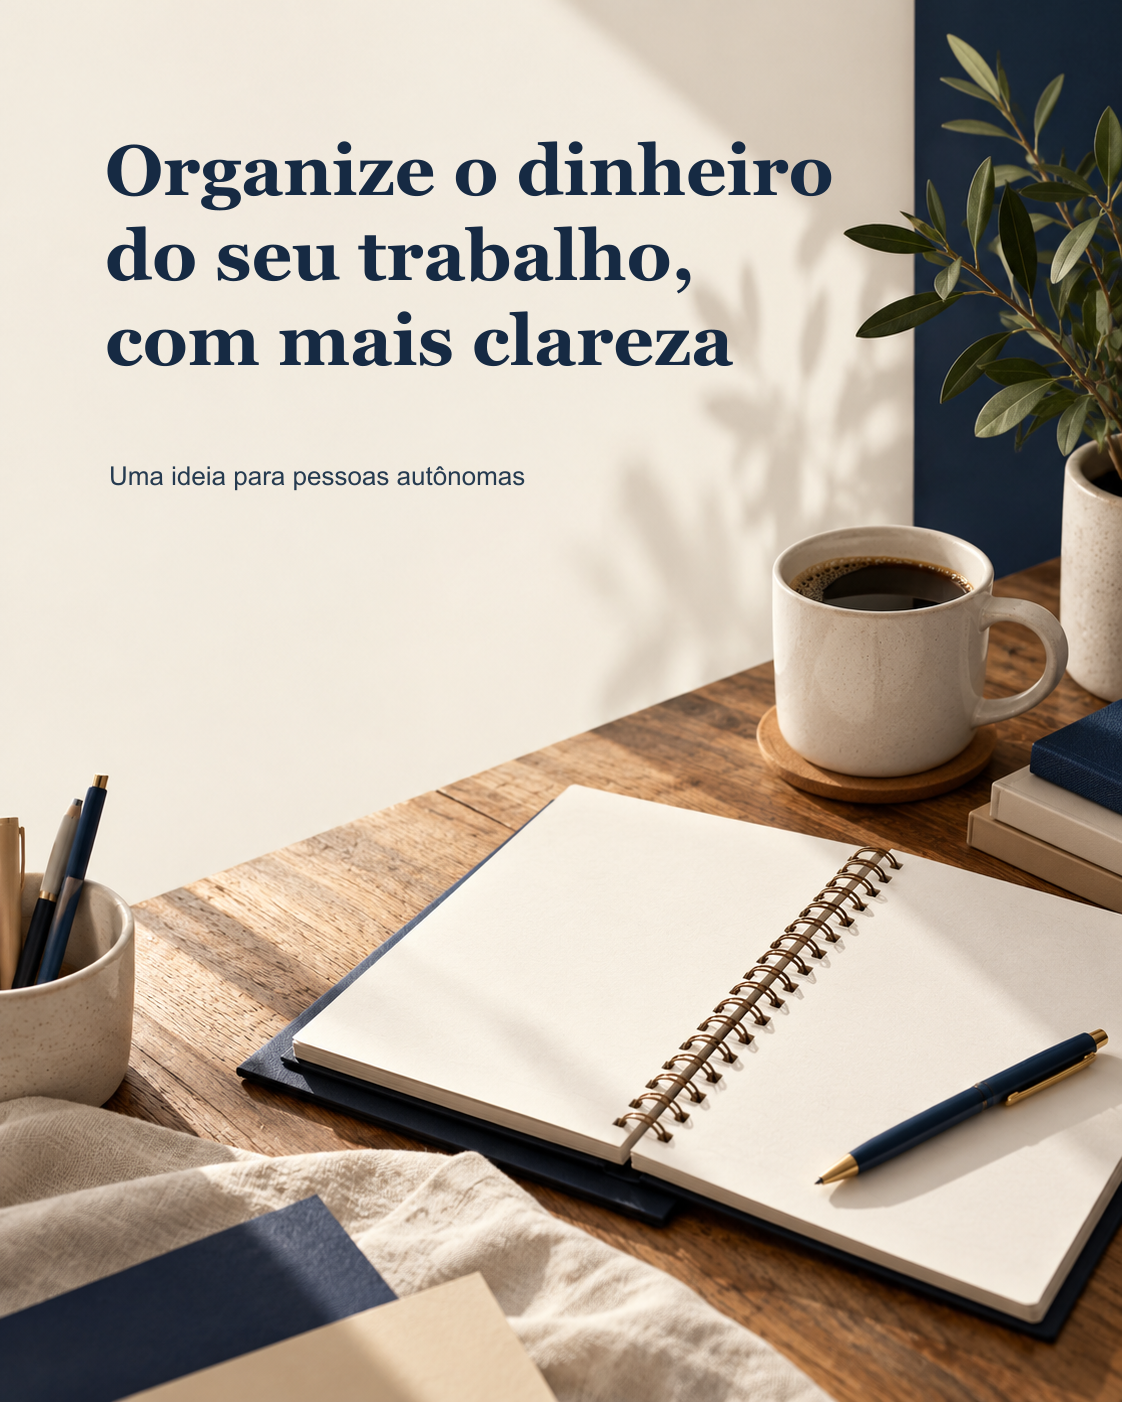 Organize o dinheiro
do seu trabalho,
com mais clareza
Uma ideia para pessoas autônomas